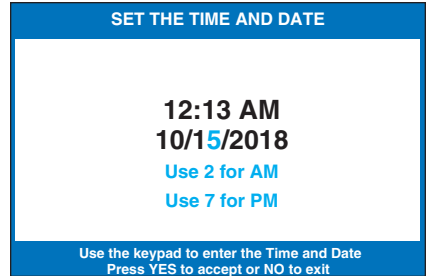 SET THE TIME AND DATE
12:13 AM
10/15/2018
Use 2 for AM
Use 7 for PM
Use the keypad to enter the Time and Date
Press YES to accept or NO to exit